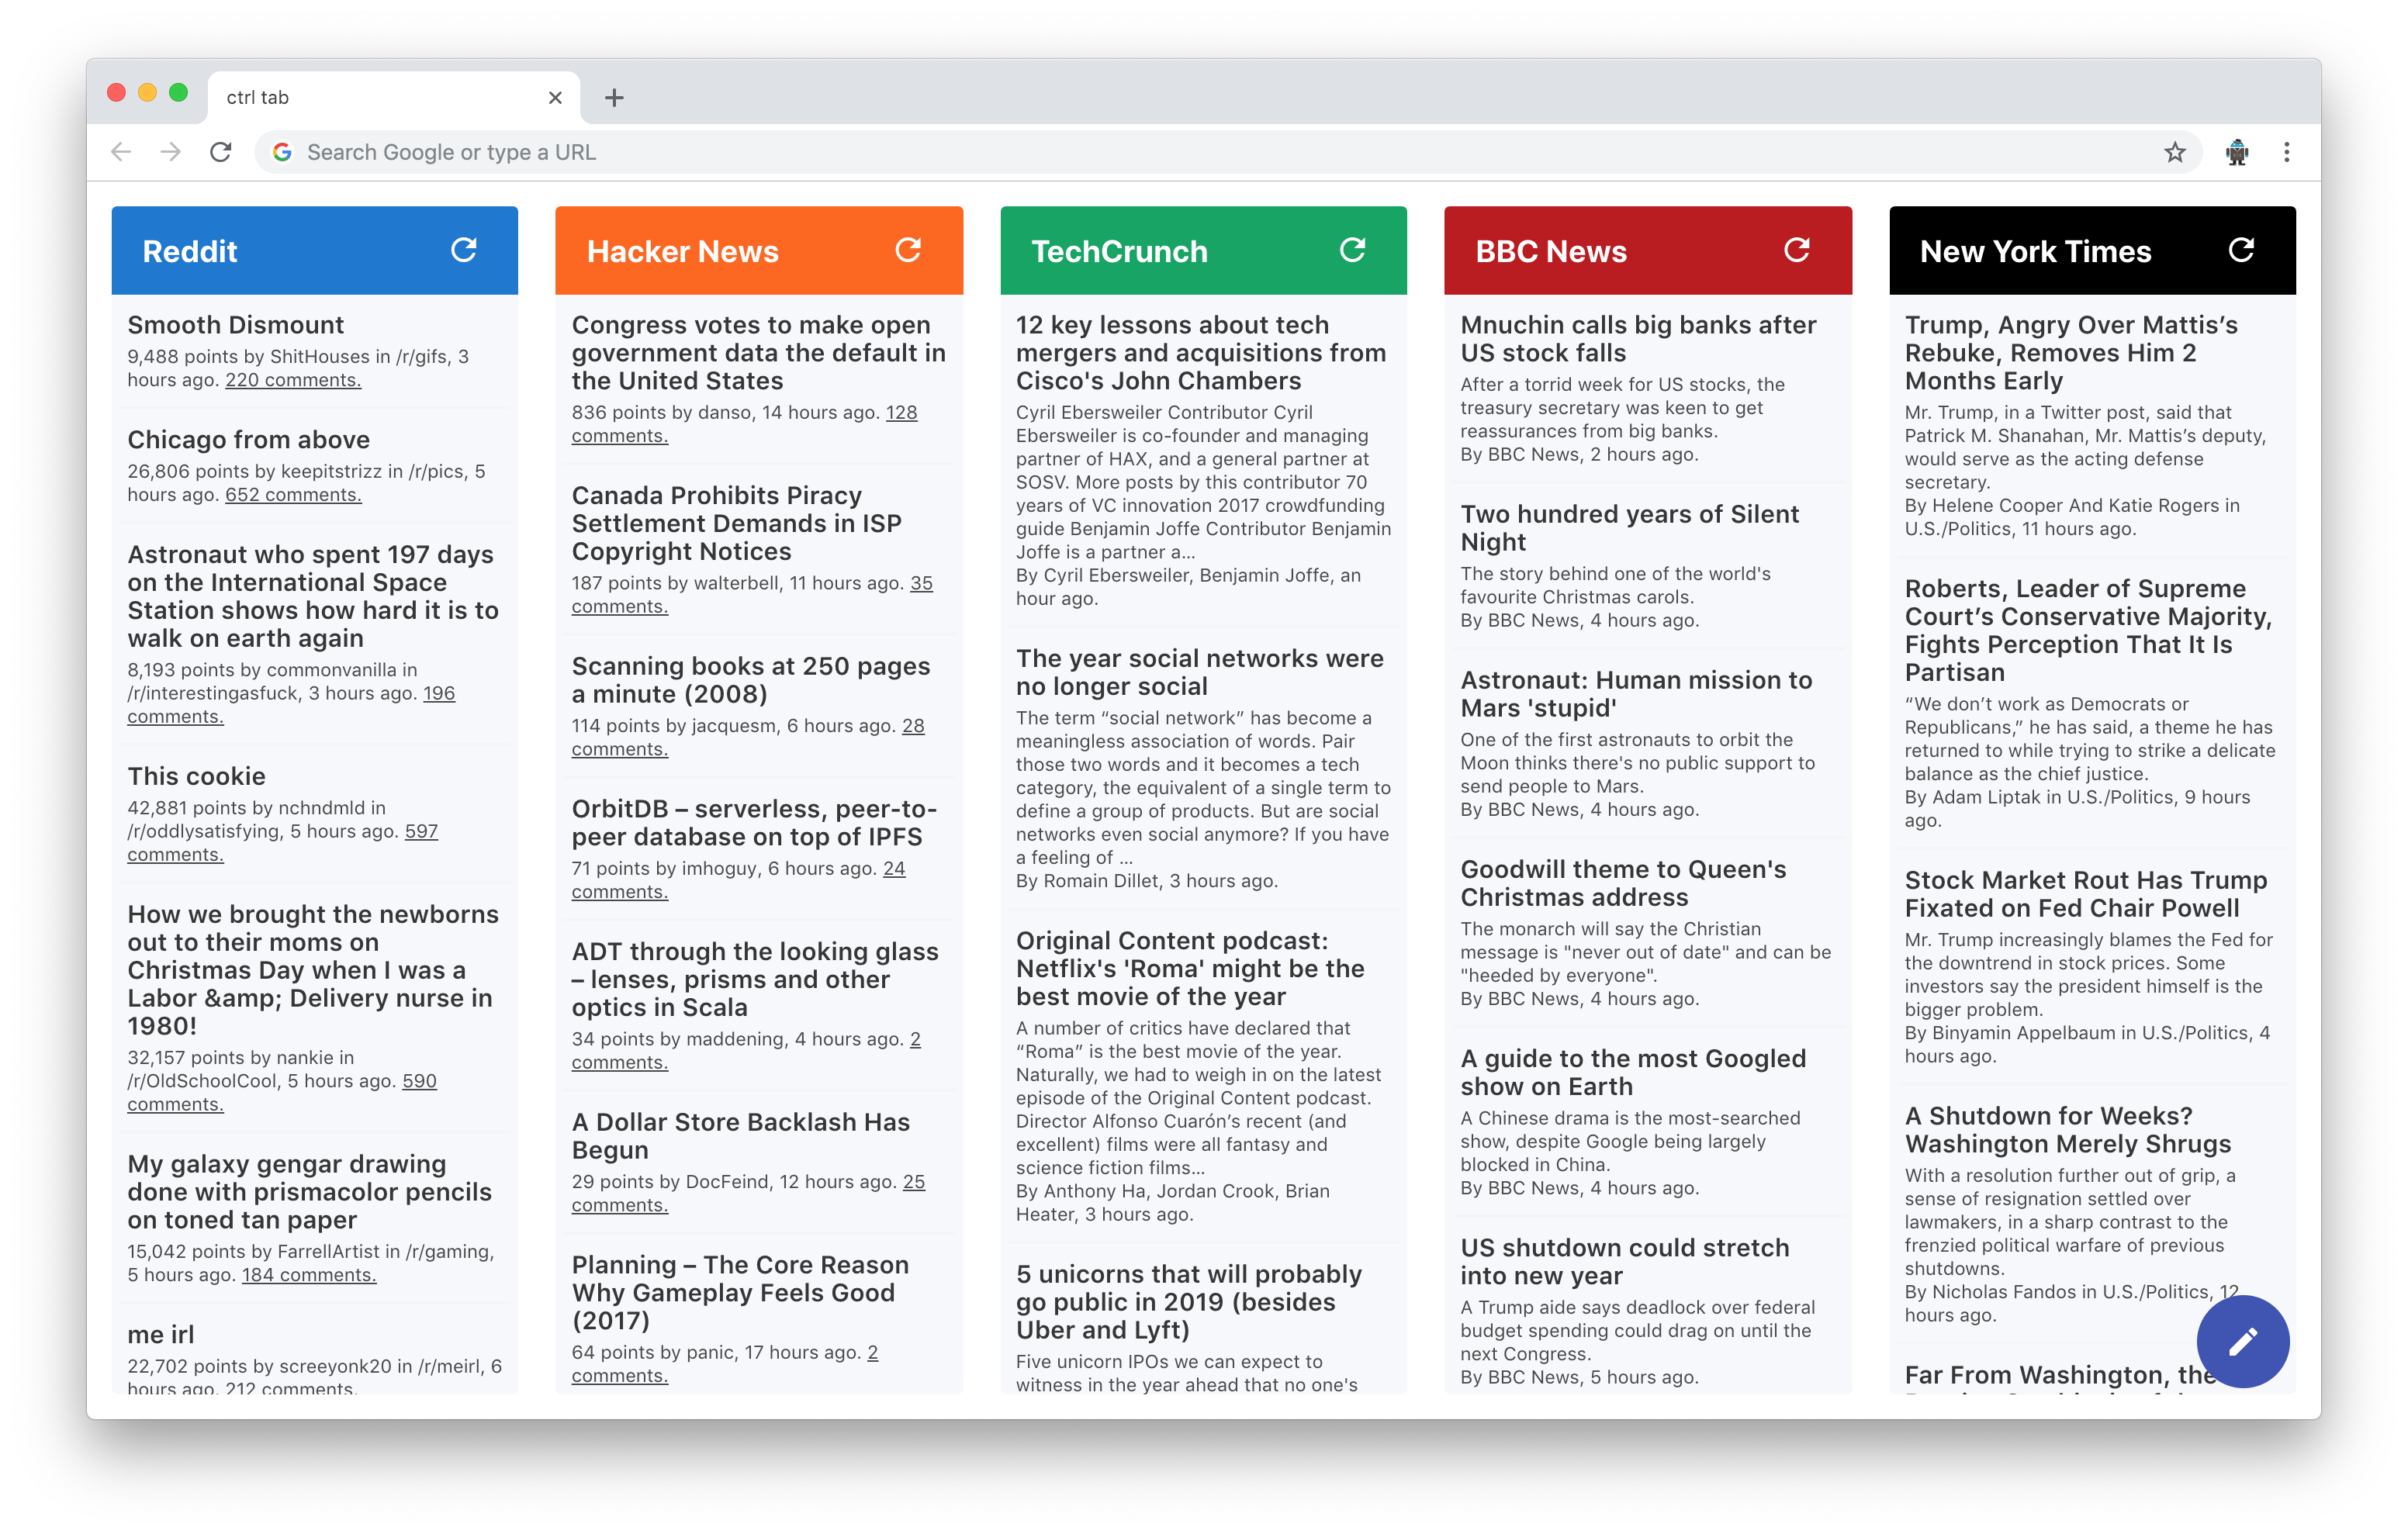 ctrl tab
Search Google or type a URL
Reddit
Smooth Dismount
9,488 points by ShitHouses in /r/gifs, 3
hours ago. 220 comments.
Chicago from above
26,806 points by keepitstrizz in /r/pics, 5
hours ago. 652 comments.
Astronaut who spent 197 days
on the International Space
Station shows how hard it is to
walk on earth again
8,193 points by commonvanilla in
/r/interestingasfuck, 3 hours ago. 196
comments.
This cookie
42,881 points by nchndmld in
/r/oddlysatisfying, 5 hours ago. 597
comments.
How we brought the newborns
out to their moms on
Christmas Day when I was a
Labor &amp; Delivery nurse in
1980!
32,157 points by nankie in
/r/OldSchoolCool, 5 hours ago. 590
comments.
My galaxy gengar drawing
done with prismacolor pencils
on toned tan paper
15,042 points by FarrellArtist in /r/gaming,
5 hours ago. 184 comments.
me irl
22,702 points by screeyonk20 in /r/meirl, 6
hours ago. 212 comments.
Hacker News
Congress votes to make open
government data the default in
the United States
836 points by danso, 14 hours ago. 128
comments.
Canada Prohibits Piracy
Settlement Demands in ISP
Copyright Notices
187 points by walterbell, 11 hours ago. 35
comments.
Scanning books at 250 pages
a minute (2008)
114 points by jacquesm, 6 hours ago. 28
comments.
OrbitDB – serverless, peer-to-
peer database on top of IPFS
71 points by imhoguy, 6 hours ago. 24
comments.
ADT through the looking glass
– lenses, prisms and other
optics in Scala
34 points by maddening, 4 hours ago. 2
comments.
A Dollar Store Backlash Has
Begun
29 points by DocFeind, 12 hours ago. 25
comments.
Planning – The Core Reason
Why Gameplay Feels Good
(2017)
64 points by panic, 17 hours ago. 2
comments.
TechCrunch
12 key lessons about tech
mergers and acquisitions from
Cisco's John Chambers
Cyril Ebersweiler Contributor Cyril
Ebersweiler is co-founder and managing
partner of HAX, and a general partner at
SOSV. More posts by this contributor 70
years of VC innovation 2017 crowdfunding
guide Benjamin Joffe Contributor Benjamin
Joffe is a partner a...
By Cyril Ebersweiler, Benjamin Joffe, an
hour ago.
The year social networks were
no longer social
The term “social network” has become a
meaningless association of words. Pair
those two words and it becomes a tech
category, the equivalent of a single term to
define a group of products. But are social
networks even social anymore? If you have
a feeling of ...
By Romain Dillet, 3 hours ago.
Original Content podcast:
Netflix's 'Roma' might be the
best movie of the year
A number of critics have declared that
“Roma” is the best movie of the year.
Naturally, we had to weigh in on the latest
episode of the Original Content podcast.
Director Alfonso Cuarón’s recent (and
excellent) films were all fantasy and
science fiction films...
By Anthony Ha, Jordan Crook, Brian
Heater, 3 hours ago.
5 unicorns that will probably
go public in 2019 (besides
Uber and Lyft)
Five unicorn IPOs we can expect to
witness in the year ahead that no one's
BBC News
Mnuchin calls big banks after
US stock falls
After a torrid week for US stocks, the
treasury secretary was keen to get
reassurances from big banks.
By BBC News, 2 hours ago.
Two hundred years of Silent
Night
The story behind one of the world's
favourite Christmas carols.
By BBC News, 4 hours ago.
Astronaut: Human mission to
Mars 'stupid'
One of the first astronauts to orbit the
Moon thinks there's no public support to
send people to Mars.
By BBC News, 4 hours ago.
Goodwill theme to Queen's
Christmas address
The monarch will say the Christian
message is "never out of date" and can be
"heeded by everyone".
By BBC News, 4 hours ago.
A guide to the most Googled
show on Earth
A Chinese drama is the most-searched
show, despite Google being largely
blocked in China.
By BBC News, 4 hours ago.
US shutdown could stretch
into new year
A Trump aide says deadlock over federal
budget spending could drag on until the
next Congress.
By BBC News, 5 hours ago.
New York Times
Trump, Angry Over Mattis’s
Rebuke, Removes Him 2
Months Early
Mr. Trump, in a Twitter post, said that
Patrick M. Shanahan, Mr. Mattis’s deputy,
would serve as the acting defense
secretary.
By Helene Cooper And Katie Rogers in
U.S./Politics, 11 hours ago.
Roberts, Leader of Supreme
Court’s Conservative Majority,
Fights Perception That It Is
Partisan
“We don’t work as Democrats or
Republicans,” he has said, a theme he has
returned to while trying to strike a delicate
balance as the chief justice.
By Adam Liptak in U.S./Politics, 9 hours
ago.
Stock Market Rout Has Trump
Fixated on Fed Chair Powell
Mr. Trump increasingly blames the Fed for
the downtrend in stock prices. Some
investors say the president himself is the
bigger problem.
By Binyamin Appelbaum in U.S./Politics, 4
hours ago.
A Shutdown for Weeks?
Washington Merely Shrugs
With a resolution further out of grip, a
sense of resignation settled over
lawmakers, in a sharp contrast to the
frenzied political warfare of previous
shutdowns.
By Nicholas Fandos in U.S./Politics, 12
hours ago.
Far From Washington, the